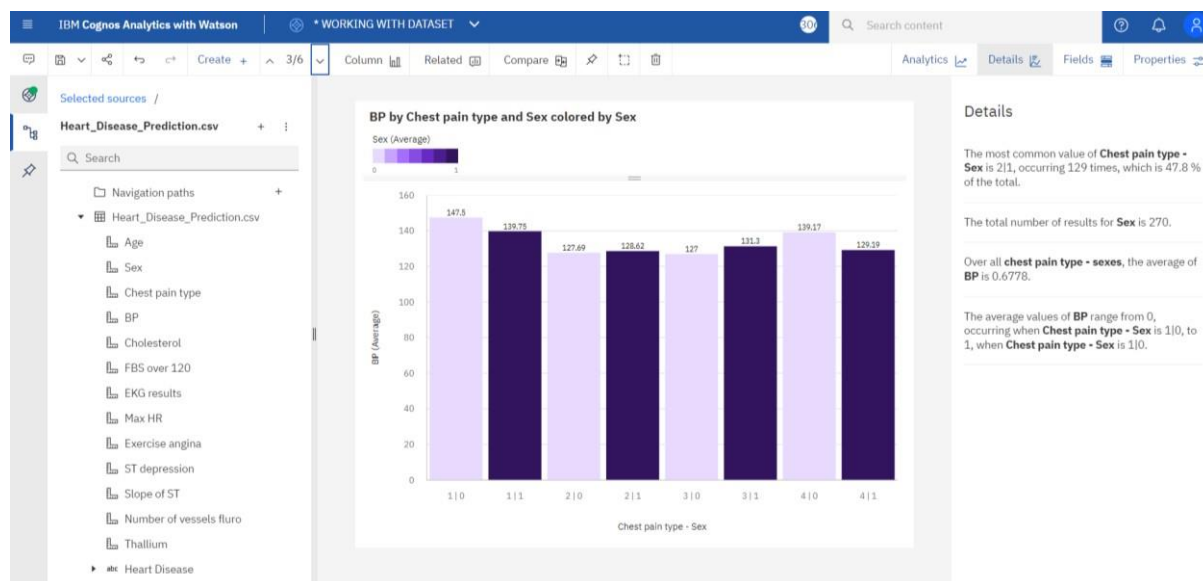 IBM Cognos Analytics with Watson
* WORKING WITH DATASET
30
Search content
Create +
3/6
Column
Related
Compare
Analytics
Details
Fields
Properties
Selected sources /
Heart_Disease_Prediction.csv
Search
Navigation paths
Heart_Disease_Prediction.csv
Age
Sex
Chest pain type
BP
Cholesterol
FBS over 120
EKG results
Max HR
Exercise angina
ST depression
Slope of ST
Number of vessels fluro
Thallium
abc Heart Disease
BP by Chest pain type and Sex colored by Sex
Sex (Average)
0 1
BP (Average)
160
140
120
100
80
60
40
20
0
147.5
139.75
127.69
128.62
127
131.3
139.17
129.19
1|0 1|1 2|0 2|1 3|0 3|1 4|0 4|1
Chest pain type - Sex
Details
The most common value of Chest pain type -
Sex is 2|1, occurring 129 times, which is 47.8 %
of the total.
The total number of results for Sex is 270.
Over all chest pain type - sexes, the average of
BP is 0.6778.
The average values of BP range from 0,
occurring when Chest pain type - Sex is 1|0, to
1, when Chest pain type - Sex is 1|0.